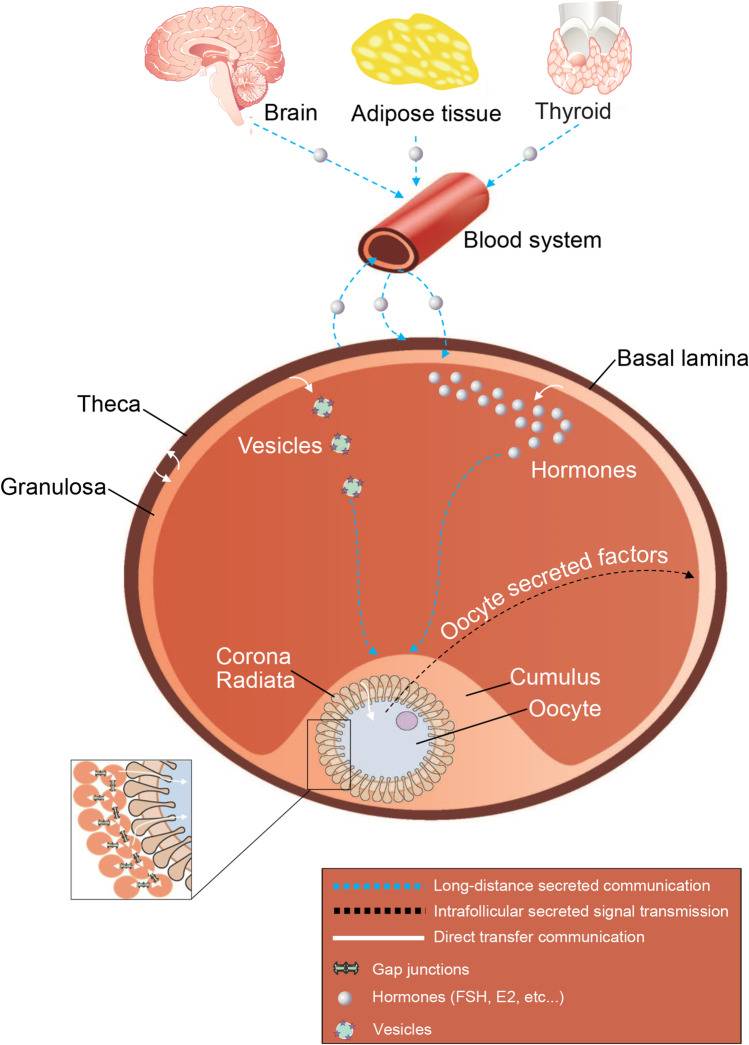 Brain
Adipose tissue
Thyroid
Blood system
Basal lamina
Theca
Vesicles
Hormones
Granulosa
Oocyte secreted factors
Corona
Radiata
Cumulus
Oocyte
Long-distance secreted communication
Intrafollicular secreted signal transmission
Direct transfer communication
Gap junctions
Hormones (FSH, E2, etc...)
Vesicles